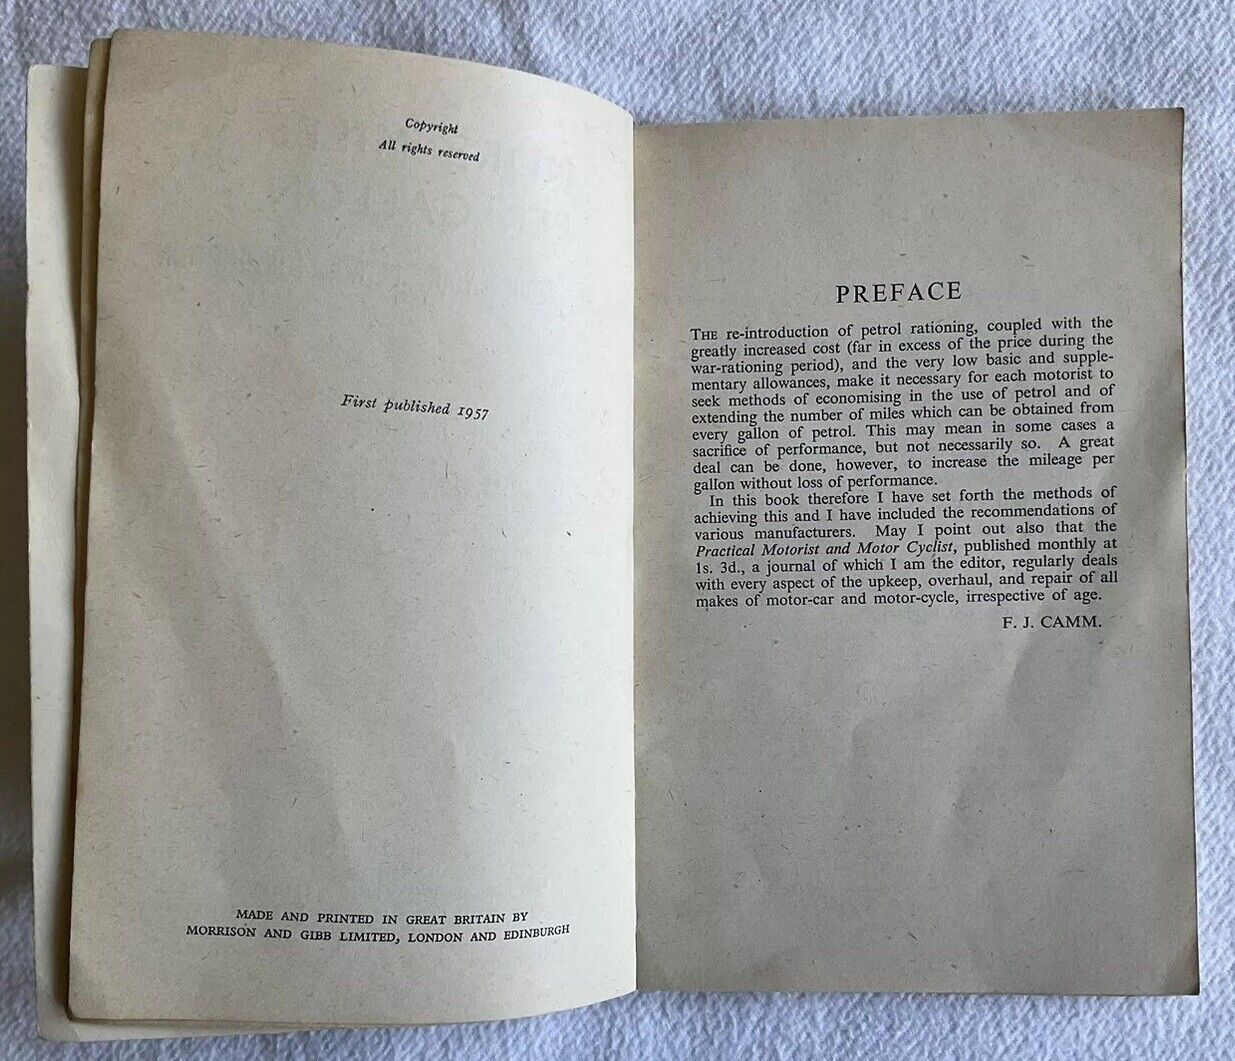 Copyright
All rights reserved
First published 1957
MADE AND PRINTED IN GREAT BRITAIN BY
MORRISON AND GIBB LIMITED, LONDON AND EDINBURGH
PREFACE
THE re-introduction of petrol rationing, coupled with the
greatly increased cost (far in excess of the price during the
war-rationing period), and the very low basic and supple-
mentary allowances, make it necessary for each motorist to
seek methods of economising in the use of petrol and of
extending the number of miles which can be obtained from
every gallon of petrol. This may mean in some cases a
sacrifice of performance, but not necessarily so. A great
deal can be done, however, to increase the mileage per
gallon without loss of performance.
In this book therefore I have set forth the methods of
achieving this and I have included the recommendations of
various manufacturers. May I point out also that the
Practical Motorist and Motor Cyclist, published monthly at
1s. 3d., a journal of which I am the editor, regularly deals
with every aspect of the upkeep, overhaul, and repair of all
makes of motor-car and motor-cycle, irrespective of age.
F. J. CAMM.